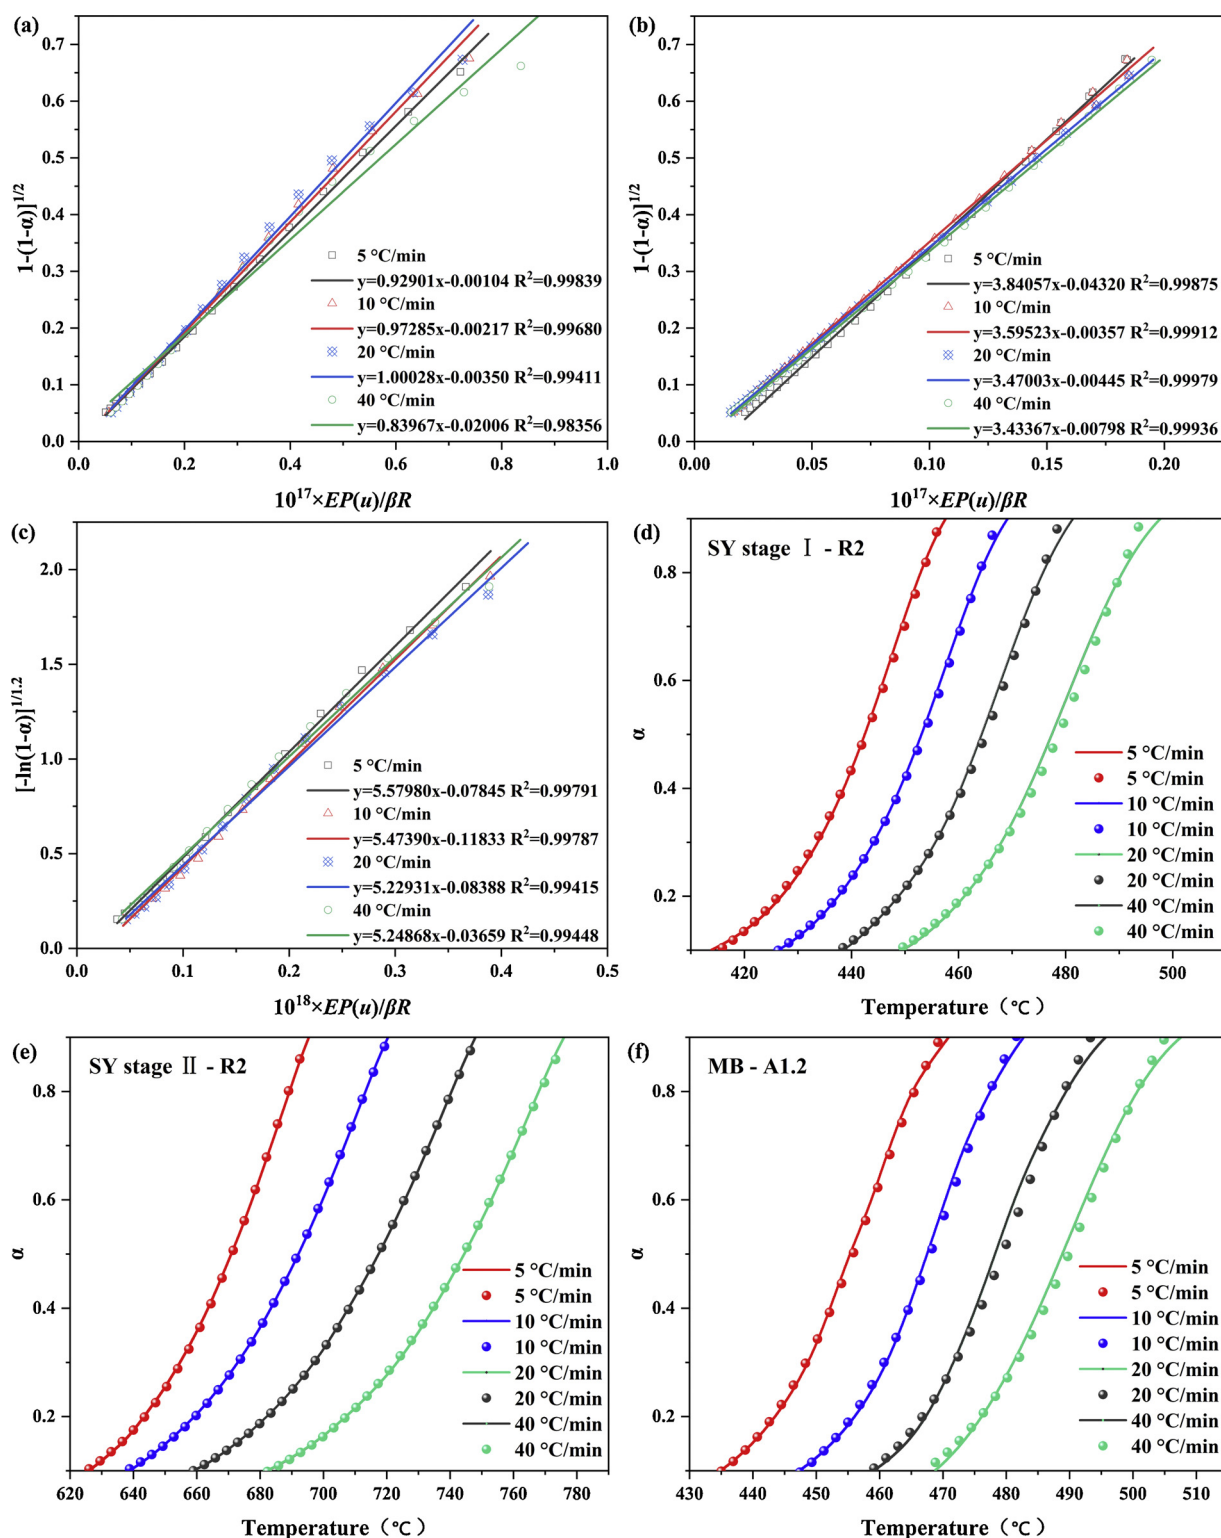 (a)
0.7
0.6
0.5
0.4
0.3
0.2
0.1
0.0
1-(1-α)]^{1/2}
5 °C/min
y=0.92901x-0.00104 R²=0.99839
10 °C/min
y=0.97285x-0.00217 R²=0.99680
20 °C/min
y=1.00028x-0.00350 R²=0.99411
40 °C/min
y=0.83967x-0.02006 R²=0.98356
0.0 0.2 0.4 0.6 0.8 1.0
10¹⁷×EP(u)/βR
(b)
0.7
0.6
0.5
0.4
0.3
0.2
0.1
0.0
1-(1-α)]^{1/2}
5 °C/min
y=3.84057x-0.04320 R²=0.99875
10 °C/min
y=3.59523x-0.00357 R²=0.99912
20 °C/min
y=3.47003x-0.00445 R²=0.99979
40 °C/min
y=3.43367x-0.00798 R²=0.99936
0.00 0.05 0.10 0.15 0.20
10¹⁷×EP(u)/βR
(c)
2.0
1.5
1.0
0.5
0.0
[-ln(1-α)]^{1/1.2}
5 °C/min
y=5.57980x-0.07845 R²=0.99791
10 °C/min
y=5.47390x-0.11833 R²=0.99787
20 °C/min
y=5.22931x-0.08388 R²=0.99415
40 °C/min
y=5.24868x-0.03659 R²=0.99448
0.0 0.1 0.2 0.3 0.4 0.5
10¹⁸×EP(u)/βR
(d)
SY stage Ⅰ - R2
0.8
0.6
0.4
0.2
α
5 °C/min
5 °C/min
10 °C/min
10 °C/min
20 °C/min
20 °C/min
40 °C/min
40 °C/min
420 440 460 480 500
Temperature（℃）
(e)
SY stage Ⅱ - R2
0.8
0.6
0.4
0.2
α
5 °C/min
5 °C/min
10 °C/min
10 °C/min
20 °C/min
20 °C/min
40 °C/min
40 °C/min
620 640 660 680 700 720 740 760 780
Temperature（℃）
(f)
MB - A1.2
0.8
0.6
0.4
0.2
α
5 °C/min
5 °C/min
10 °C/min
10 °C/min
20 °C/min
20 °C/min
40 °C/min
40 °C/min
430 440 450 460 470 480 490 500 510
Temperature（℃）